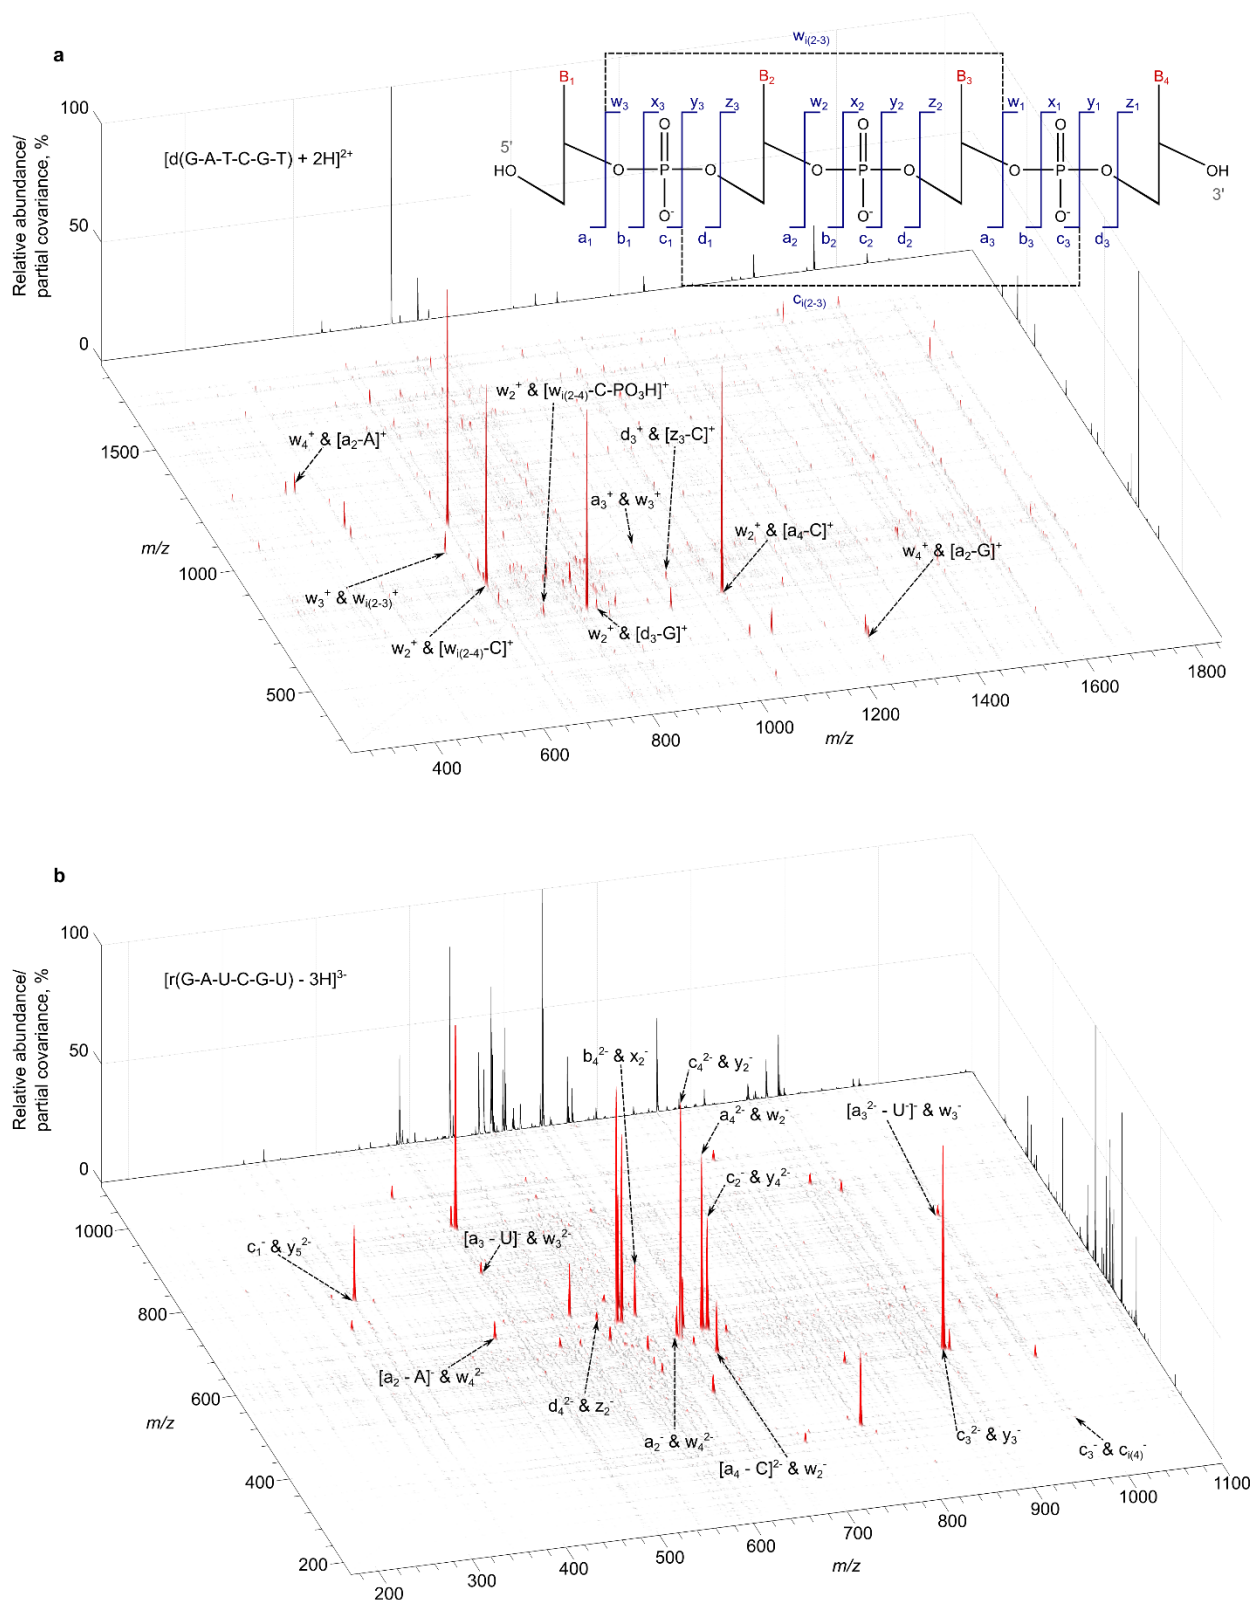 a
Relative abundance/
partial covariance, %
100
50
0
[d(G-A-T-C-G-T) + 2H]²⁺
w_i(2-3)
B₁ B₂ B₃ B₄
w₃ x₃ y₃ z₃ w₂ x₂ y₂ z₂ w₁ x₁ y₁ z₁
O O O
5'
HO O P O O P O O P O OH
3'
O⁻ O⁻ O⁻
a₁ b₁ c₁ d₁ a₂ b₂ c₂ d₂ a₃ b₃ c₃ d₃
c_i(2-3)
w₂⁺ & [w_i(2-4)-C-PO₃H]⁺
w₄⁺ & [a₂-A]⁺
d₃⁺ & [z₃-C]⁺
a₃⁺ & w₃⁺
w₂⁺ & [a₄-C]⁺
w₄⁺ & [a₂-G]⁺
w₃⁺ & w_i(2-3)⁺
w₂⁺ & [d₃-G]⁺
w₂⁺ & [w_i(2-4)-C]⁺
1500
1000
500
m/z
400 600 800 1000 1200 1400 1600 1800
m/z
b
Relative abundance/
partial covariance, %
100
50
0
[r(G-A-U-C-G-U) - 3H]³⁻
b₄²⁻ & x₂⁻
c₄²⁻ & y₂⁻
a₄²⁻ & w₂⁻
[a₃²⁻ - U⁻]⁻ & w₃⁻
c₂⁻ & y₄²⁻
[a₃ - U]⁻ & w₃²⁻
c₁⁻ & y₅²⁻
[a₂ - A]⁻ & w₄²⁻
d₄²⁻ & z₂⁻
a₂⁻ & w₄²⁻
[a₄ - C]²⁻ & w₂⁻
c₃²⁻ & y₃⁻
c₃⁻ & c_i(4)⁻
1000
800
600
400
200
m/z
200 300 400 500 600 700 800 900 1000 1100
m/z